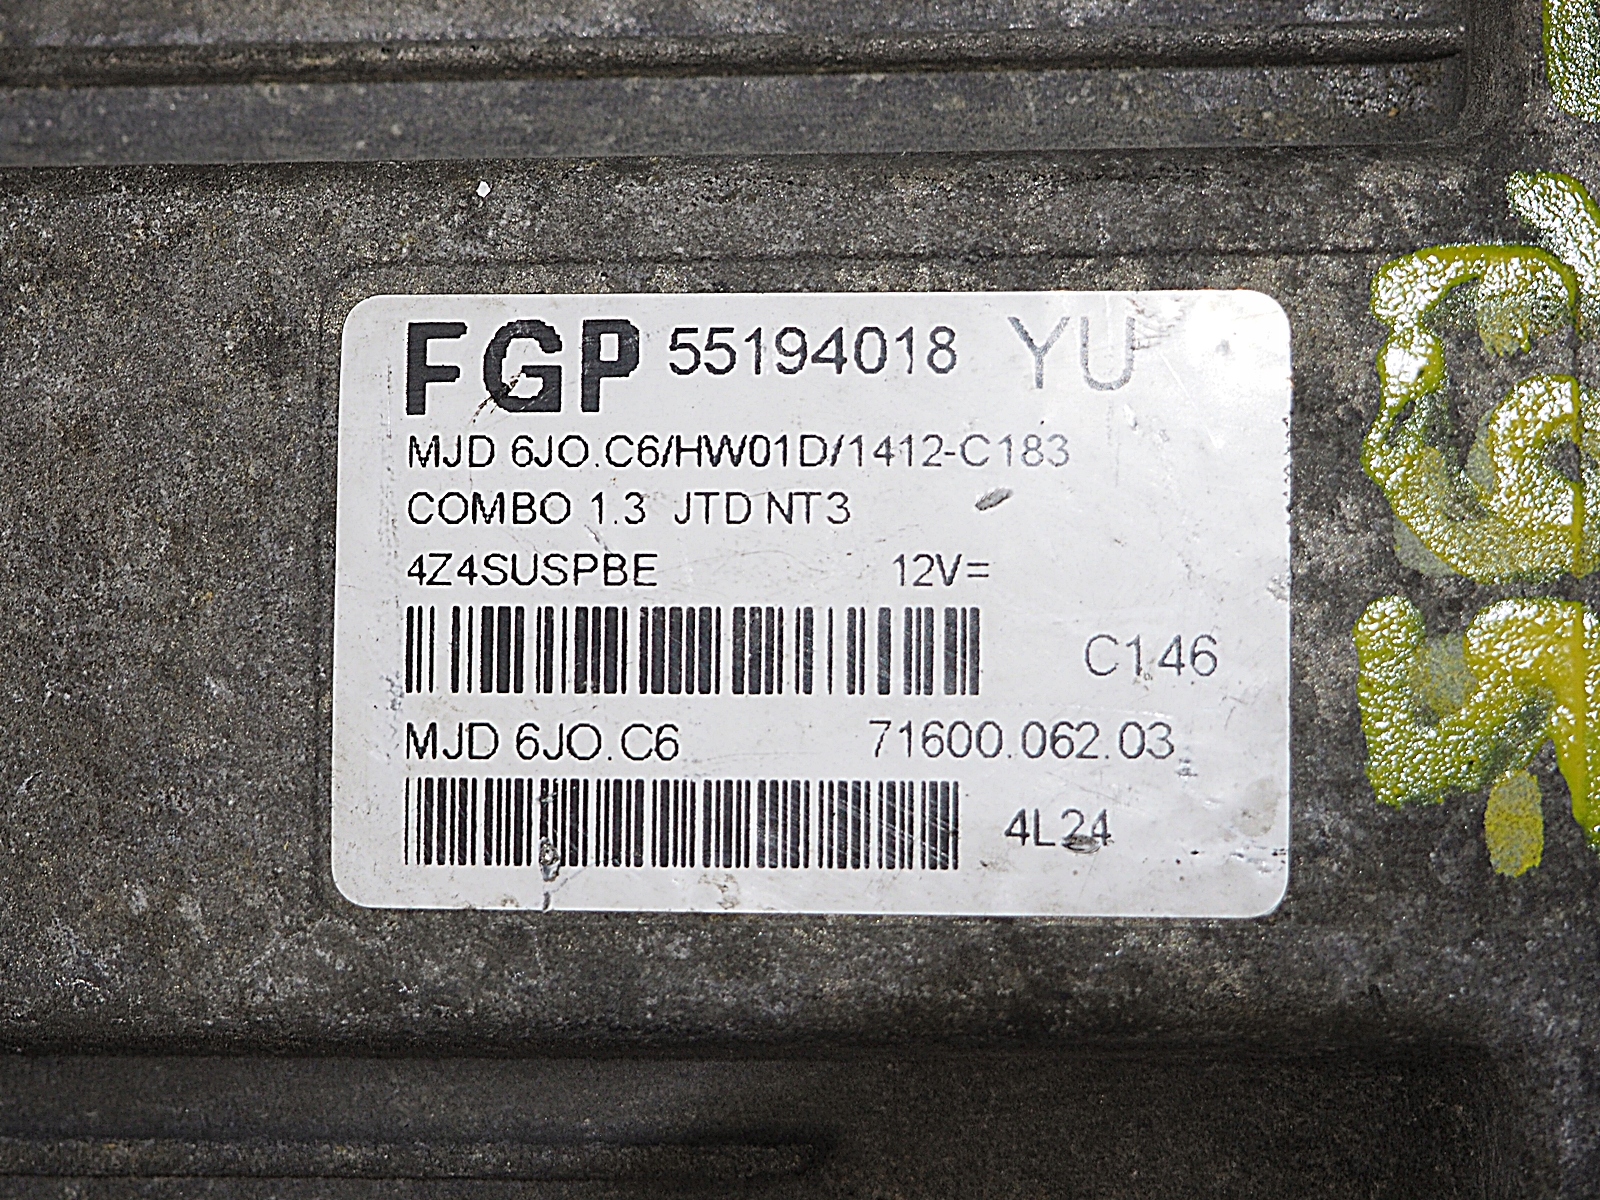 FGP 55194018 YU
MJD 6JO.C6/HW01D/1412-C183
COMBO 1.3 JTD NT3
4Z4SUSPBE 12V=
C146
MJD 6JO.C6 71600.062.03
4L24